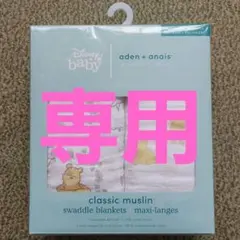 Disney
baby
aden + anais
専用
classic muslin
swaddle blankets maxi-langes